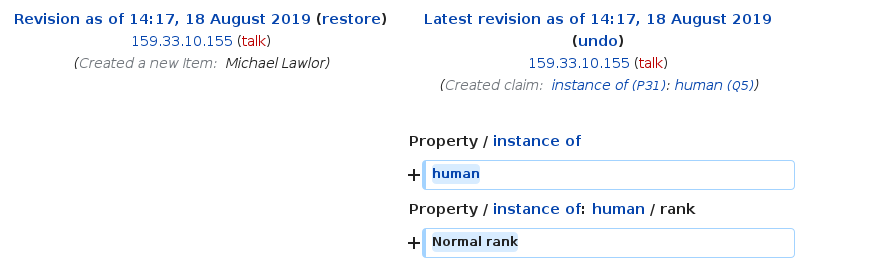 Revision as of 14:17, 18 August 2019 (restore)
159.33.10.155 (talk)
(Created a new Item: Michael Lawlor)
Latest revision as of 14:17, 18 August 2019
(undo)
159.33.10.155 (talk)
(Created claim: instance of (P31): human (Q5))
Property / instance of
+ human
Property / instance of: human / rank
+ Normal rank